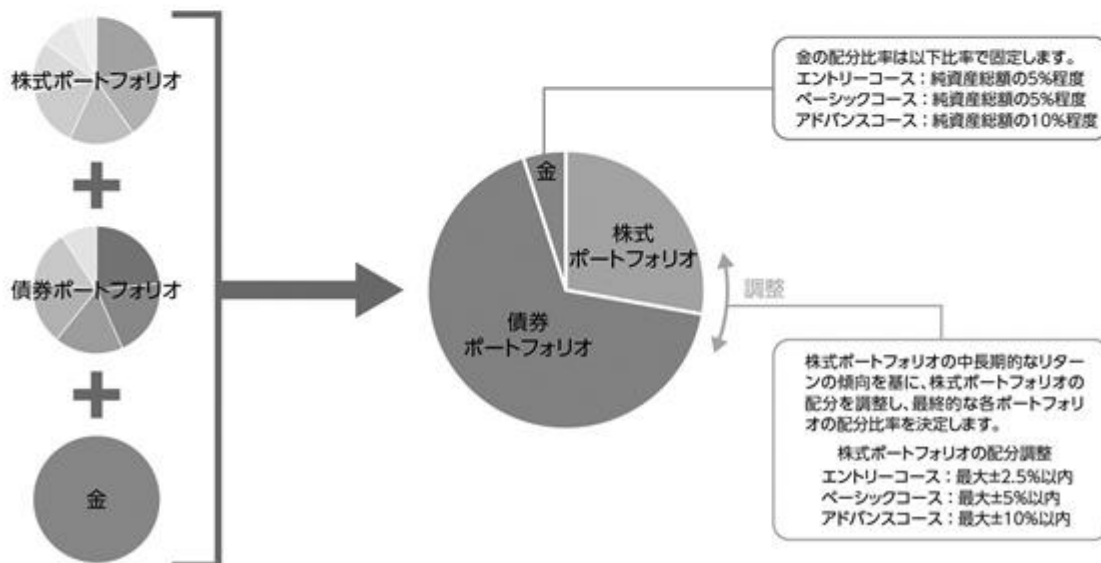 株式ポートフォリオ
債券ポートフォリオ
金
金
株式
ポートフォリオ
債券
ポートフォリオ
調整
金の配分比率は以下比率で固定します。
エントリーコース：純資産総額の5%程度
ベーシックコース：純資産総額の5%程度
アドバンスコース：純資産総額の10%程度
株式ポートフォリオの中長期的なリター
ンの傾向を基に、株式ポートフォリオの
配分を調整し、最終的な各ポートフォリ
オの配分比率を決定します。
株式ポートフォリオの配分調整
エントリーコース：最大±2.5%以内
ベーシックコース：最大±5%以内
アドバンスコース：最大±10%以内